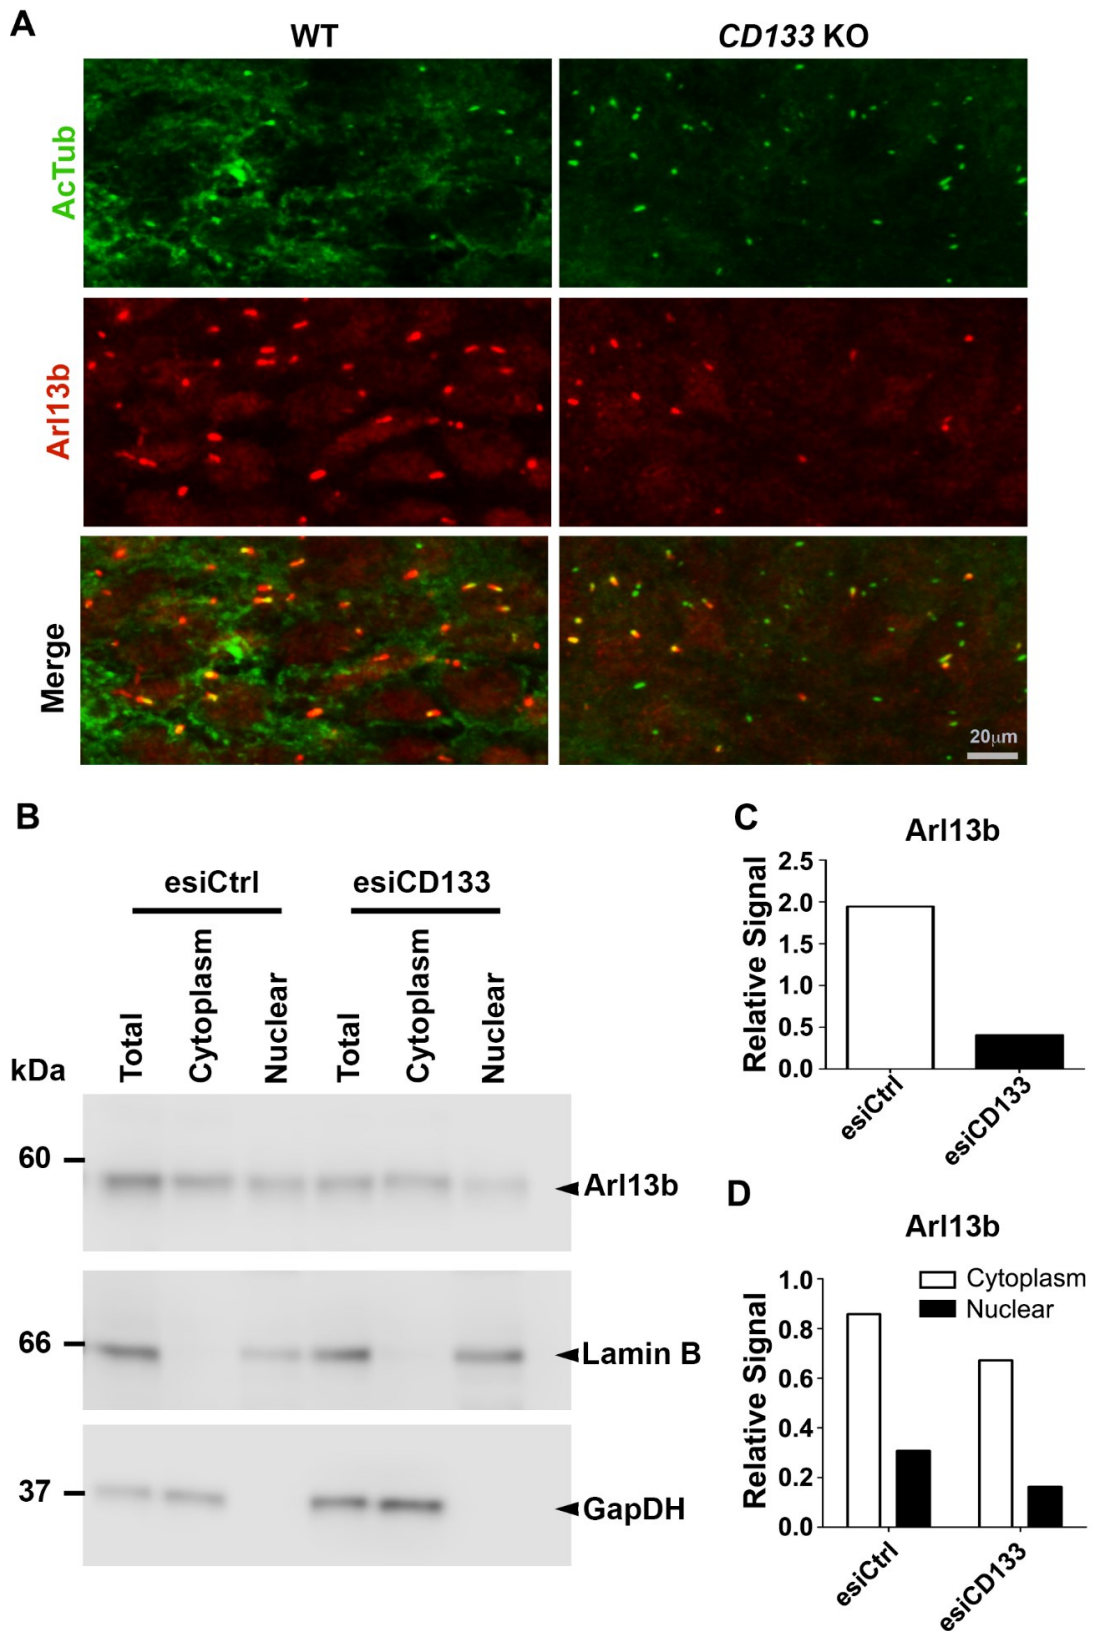 A
WT
CD133 KO
AcTub
Arl13b
Merge
20μm
B
esiCtrl
esiCD133
Total
Cytoplasm
Nuclear
Total
Cytoplasm
Nuclear
kDa
60
Arl13b
66
Lamin B
37
GapDH
C
Arl13b
Relative Signal
2.5
2.0
1.5
1.0
0.5
0.0
esiCtrl
esiCD133
D
Arl13b
Cytoplasm
Nuclear
Relative Signal
1.0
0.8
0.6
0.4
0.2
0.0
esiCtrl
esiCD133